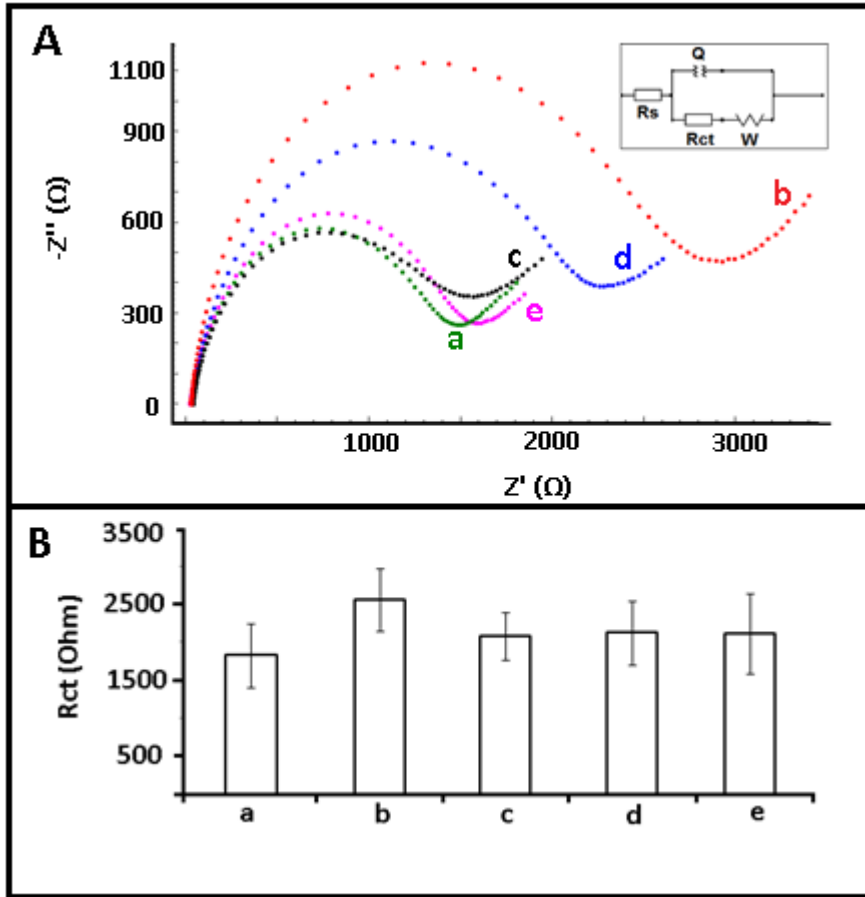 A
-Z'' (Ω)
1100
900
600
300
0
1000 2000 3000
Z' (Ω)
Q
Rs
Rct W
b
c d
e
a
B
Rct (Ohm)
3500
2500
1500
500
a b c d e